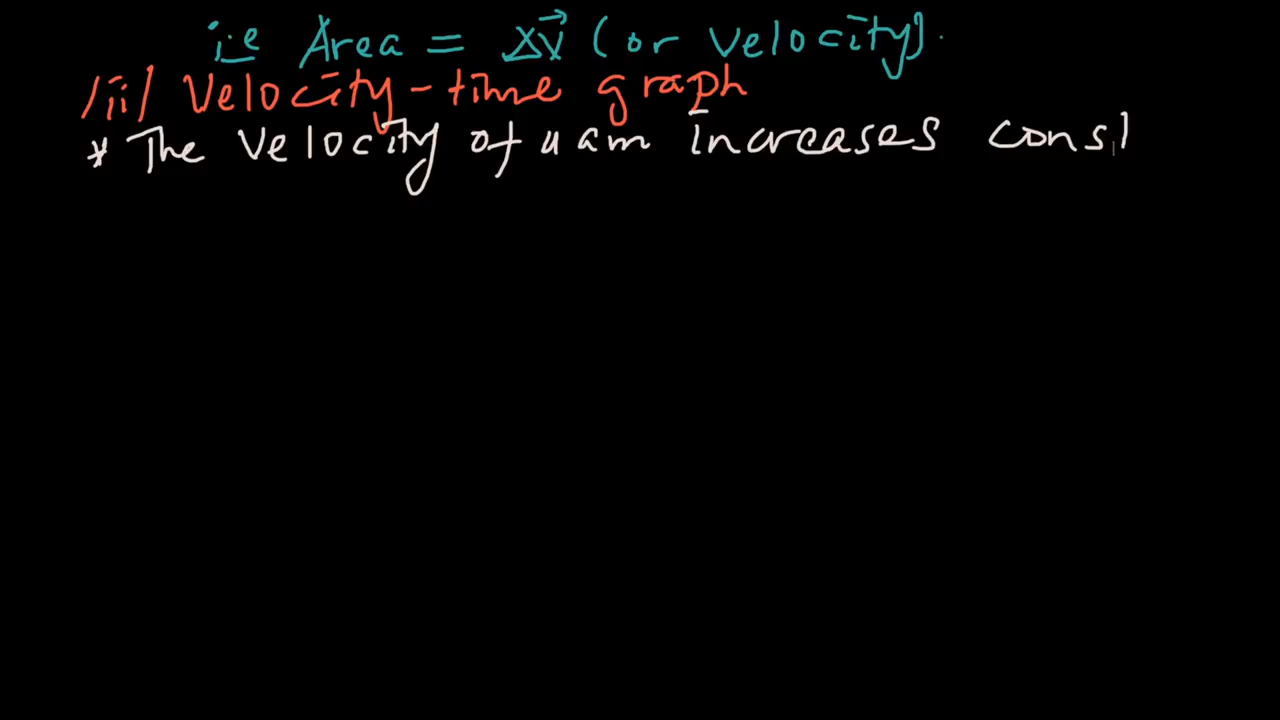 i.e Area = Δv⃗ (or velocity).
/ii/ Velocity-time graph
* The velocity of uam increases cons